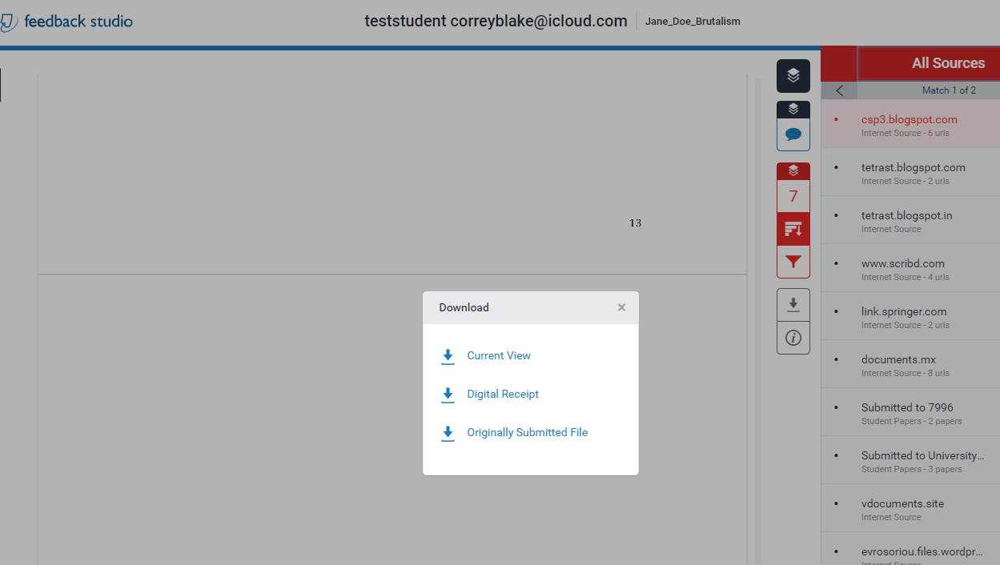 feedback studio
teststudent correyblake@icloud.com
Jane_Doe_Brutalism
All Sources
Match 1 of 2
csp3.blogspot.com
Internet Source - 6 urls
tetrast.blogspot.com
Internet Source - 2 urls
tetrast.blogspot.in
Internet Source
www.scribd.com
Internet Source - 4 urls
link.springer.com
Internet Source - 2 urls
documents.mx
Internet Source - 8 urls
Submitted to 7996
Student Papers - 2 papers
Submitted to University...
Student Papers - 3 papers
vdocuments.site
Internet Source
evrosoriou.files.wordpr...
Internet Source
7
13
Download
Current View
Digital Receipt
Originally Submitted File